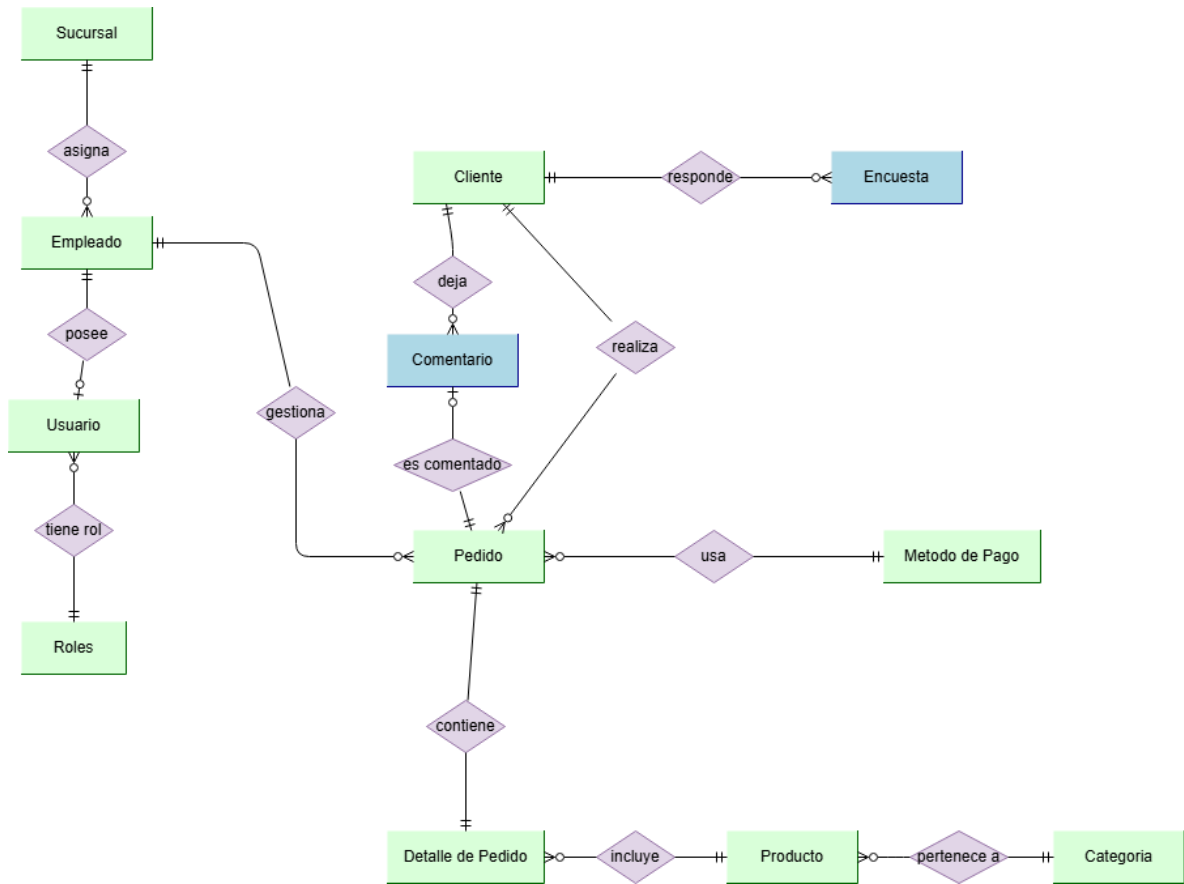 Sucursal
asigna
Cliente
responde
Encuesta
Empleado
deja
posee
realiza
Comentario
Usuario
gestiona
es comentado
tiene rol
Pedido
usa
Metodo de Pago
Roles
contiene
Detalle de Pedido
incluye
Producto
pertenece a
Categoria